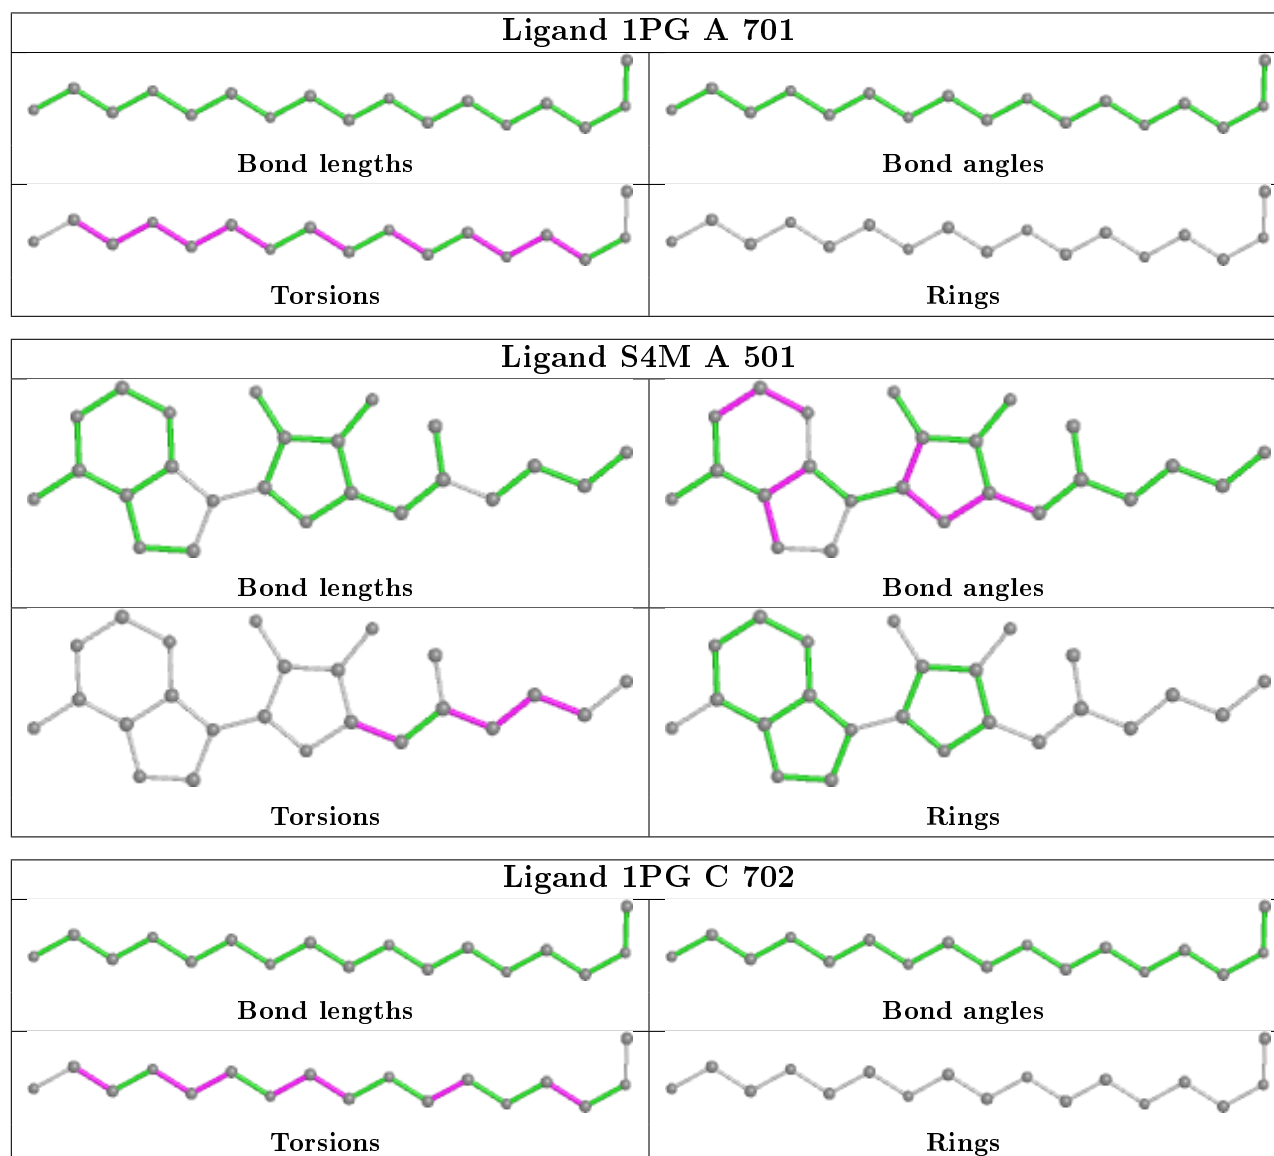 Ligand 1PG A 701
Bond lengths
Bond angles
Torsions
Rings
Ligand S4M A 501
Bond lengths
Bond angles
Torsions
Rings
Ligand 1PG C 702
Bond lengths
Bond angles
Torsions
Rings